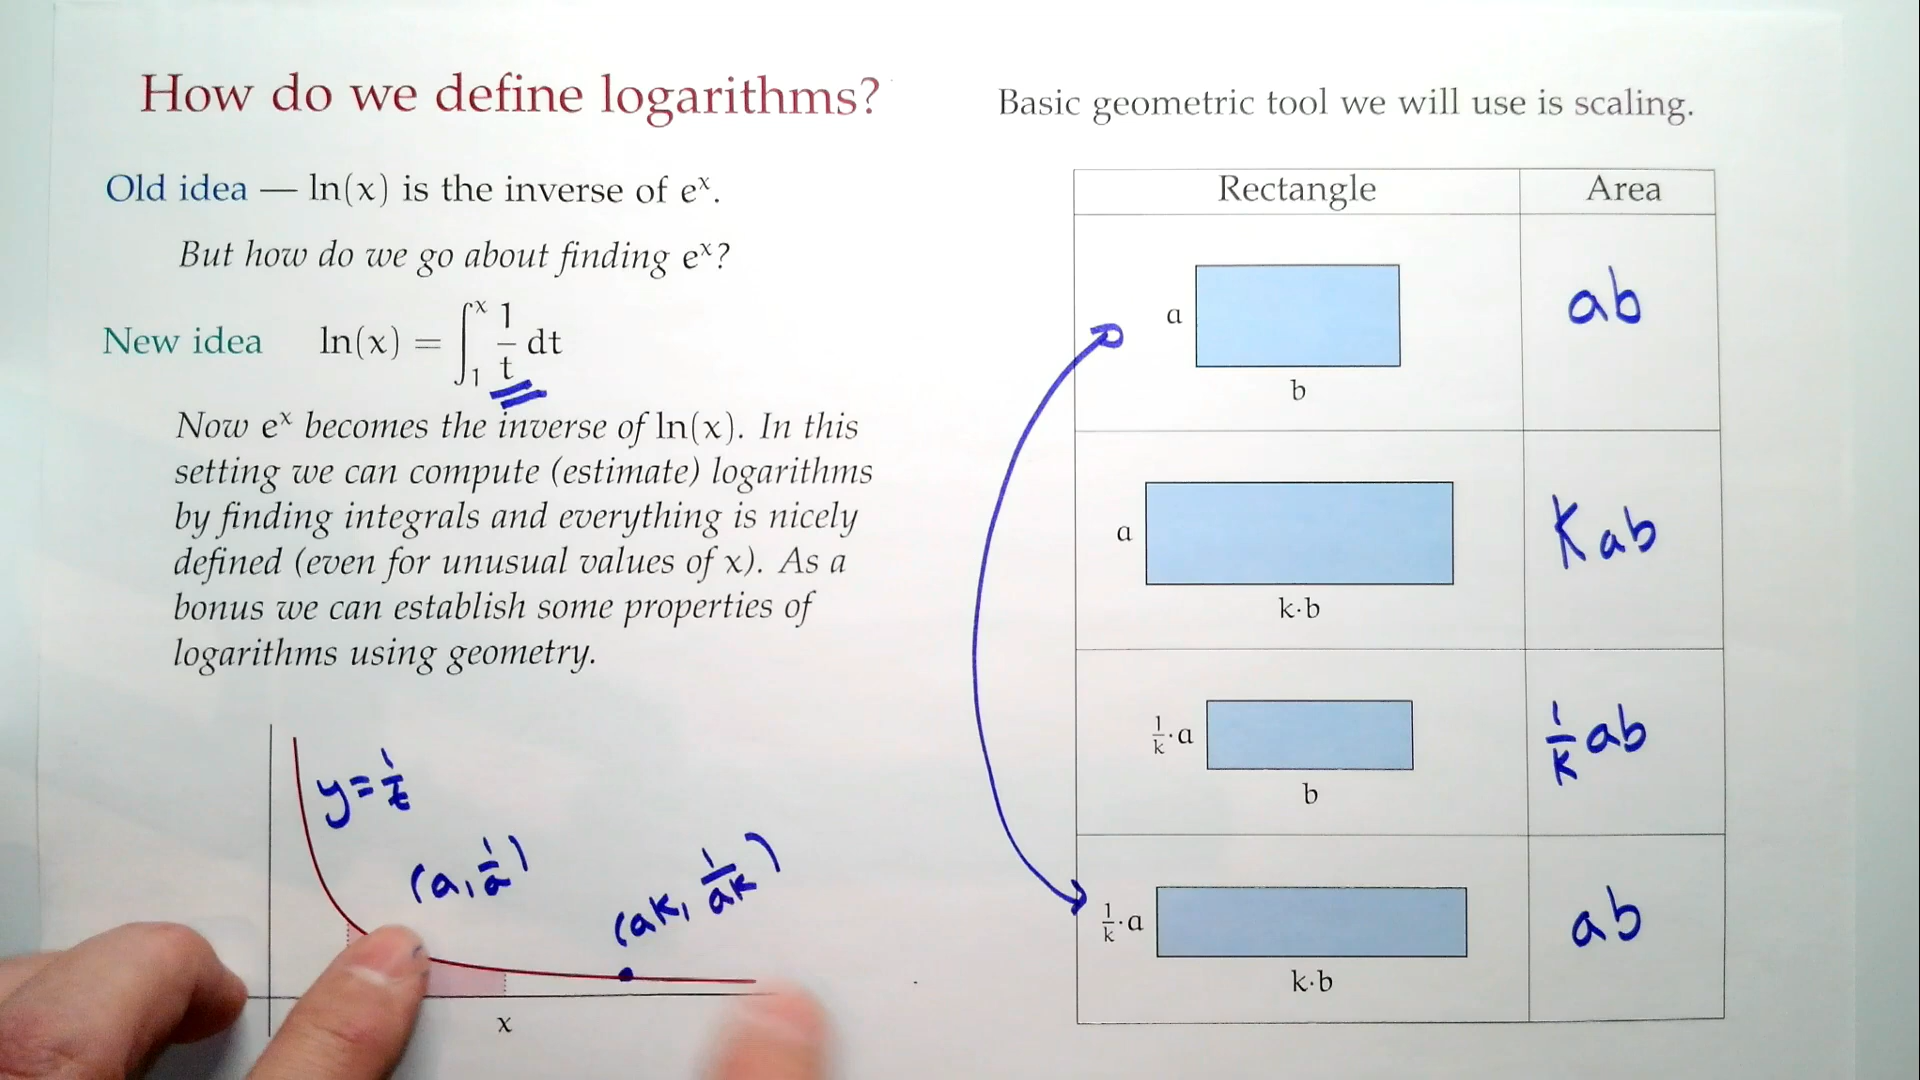 How do we define logarithms?
Old idea — ln(x) is the inverse of eˣ.
But how do we go about finding eˣ?
New idea ln(x) = ∫₁ˣ 1/t dt
Now eˣ becomes the inverse of ln(x). In this
setting we can compute (estimate) logarithms
by finding integrals and everything is nicely
defined (even for unusual values of x). As a
bonus we can establish some properties of
logarithms using geometry.
y = 1/t
(a, 1/a)
(ak, 1/ak)
x
Basic geometric tool we will use is scaling.
Rectangle Area
a
b
ab
a
k·b
Kab
1/k·a
b
1/k ab
1/k·a
k·b
ab